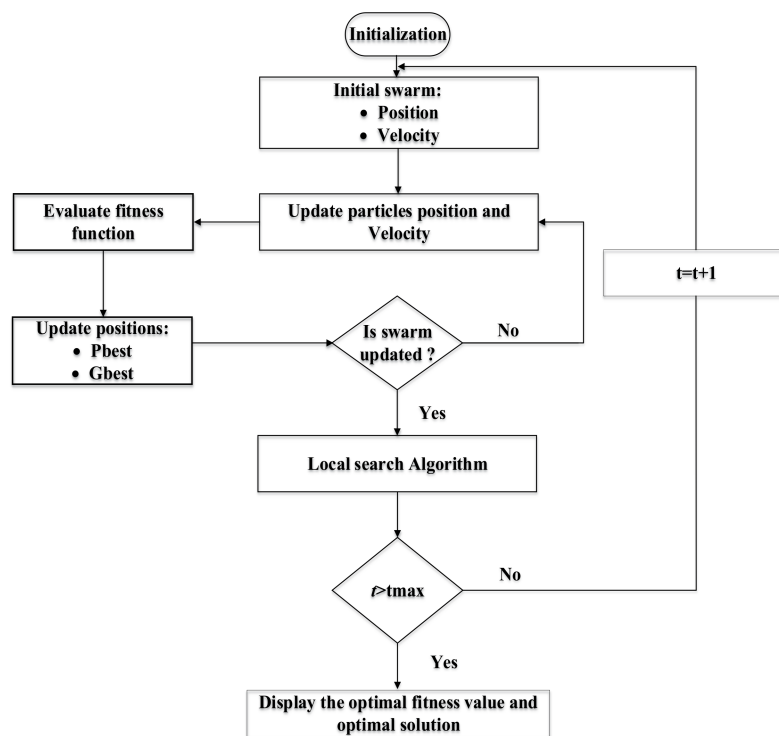 Initialization
Initial swarm:
• Position
• Velocity
Evaluate fitness
function
Update particles position and
Velocity
t=t+1
Update positions:
• Pbest
• Gbest
Is swarm
updated ?
No
Yes
Local search Algorithm
t>tmax
No
Yes
Display the optimal fitness value and
optimal solution